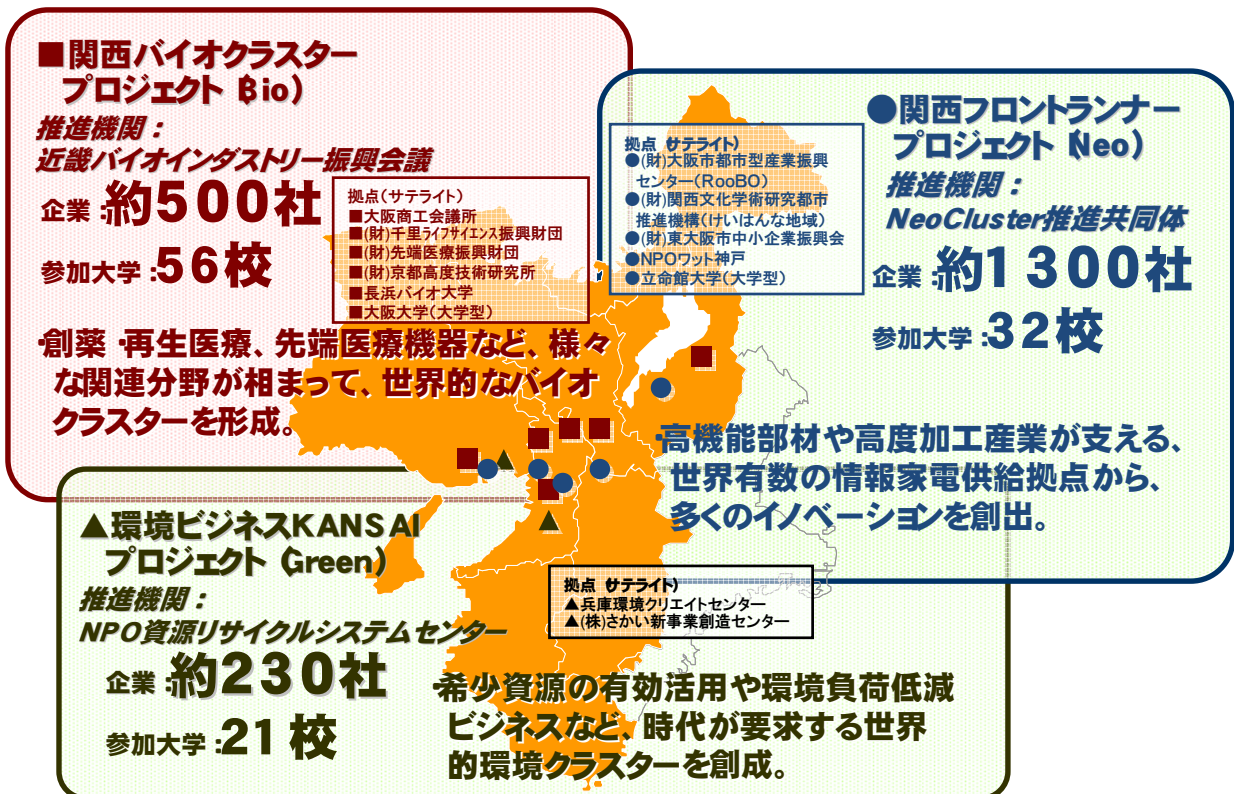 ■関西バイオクラスター
プロジェクト（Bio）
推進機関：
近畿バイオインダストリー振興会議
企業：約500社
参加大学：56校
拠点（サテライト）
■大阪商工会議所
■(財)千里ライフサイエンス振興財団
■(財)先端医療振興財団
■(財)京都高度技術研究所
■長浜バイオ大学
■大阪大学（大学型）
・創薬・再生医療、先端医療機器など、様々
な関連分野が相まって、世界的なバイオ
クラスターを形成。
●関西フロントランナー
プロジェクト（Neo）
推進機関：
NeoCluster推進共同体
企業：約1300社
参加大学：32校
拠点（サテライト）
●(財)大阪市都市型産業振興
センター（RooBO）
●(財)関西文化学術研究都市
推進機構（けいはんな地域）
●(財)東大阪市中小企業振興会
●NPOワット神戸
●立命館大学（大学型）
・高機能部材や高度加工産業が支える、
世界有数の情報家電供給拠点から、
多くのイノベーションを創出。
▲環境ビジネスKANSAI
プロジェクト（Green）
推進機関：
NPO資源リサイクルシステムセンター
企業：約230社
参加大学：21校
拠点（サテライト）
▲兵庫環境クリエイトセンター
▲(株)さかい新事業創造センター
・希少資源の有効活用や環境負荷低減
ビジネスなど、時代が要求する世界
的環境クラスターを創成。